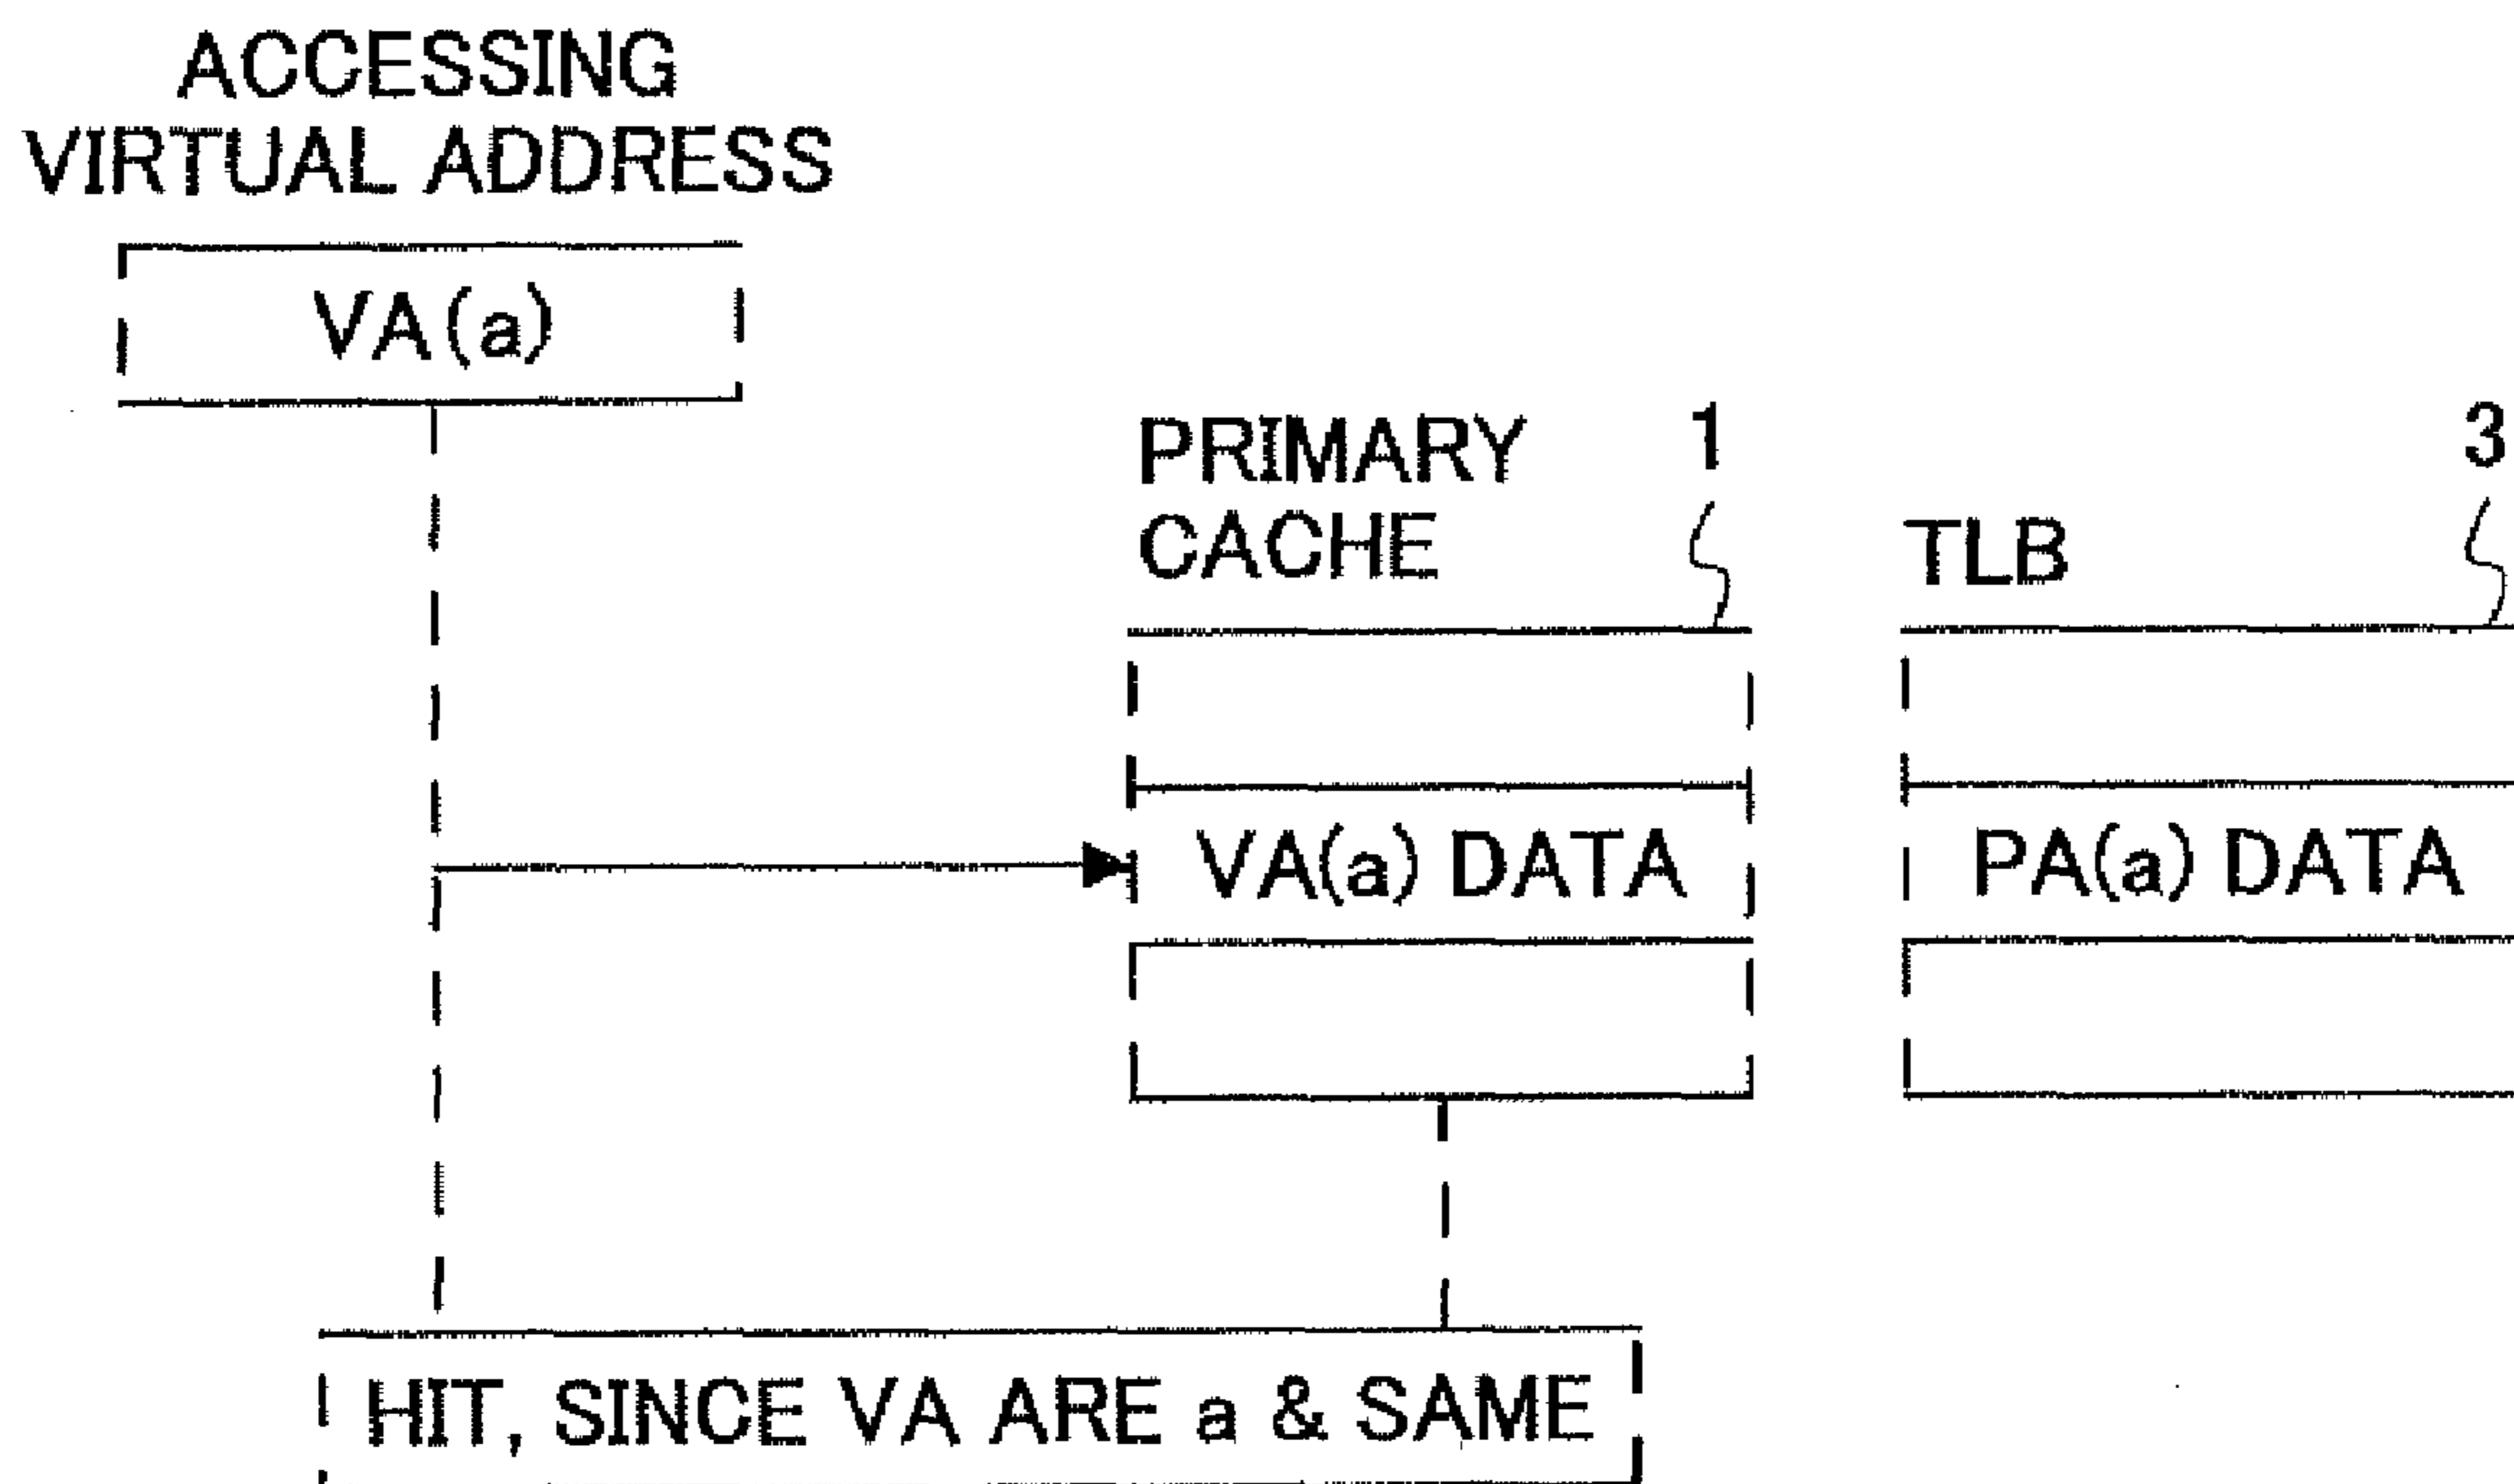 ACCESSING
VIRTUAL ADDRESS
VA(a)
PRIMARY 1 3
CACHE TLB
VA(a) DATA PA(a) DATA
HIT, SINCE VA ARE a & SAME